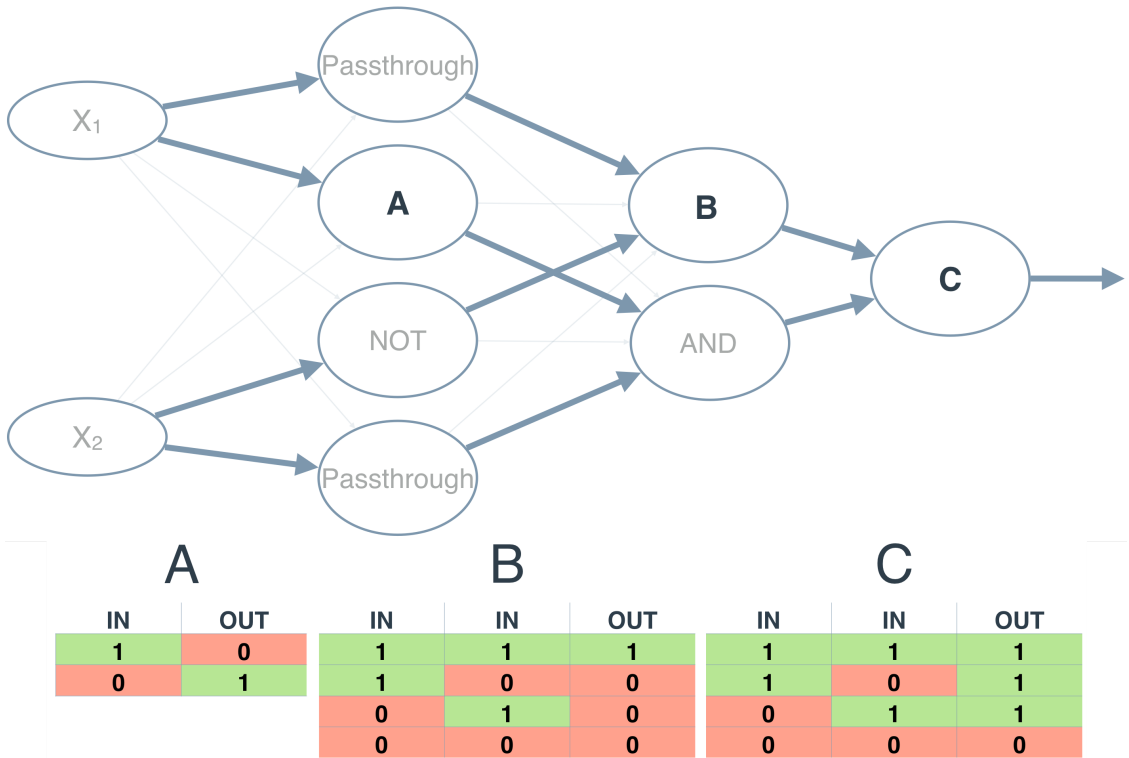 Passthrough
X₁
A
B
C
NOT
AND
X₂
Passthrough
A B C
IN OUT IN IN OUT IN IN OUT
1 0 1 1 1 1 1 1
0 1 1 0 0 1 0 1
0 1 0 0 1 1
0 0 0 0 0 0